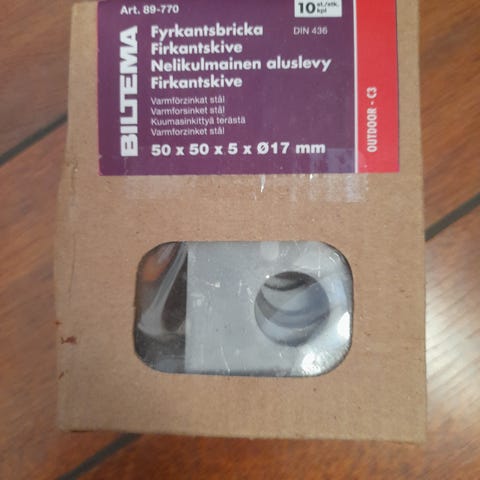 Art. 89-770
BILTEMA
Fyrkantsbricka
Firkantskive
Nelikulmainen aluslevy
Firkantskive
Varmförzinkat stål
Varmforsinket stål
Kuumasinkittyä terästä
Varmforzinket stål
50 x 50 x 5 x Ø17 mm
10 st./stk.
kpl
DIN 436
OUTDOOR - C3